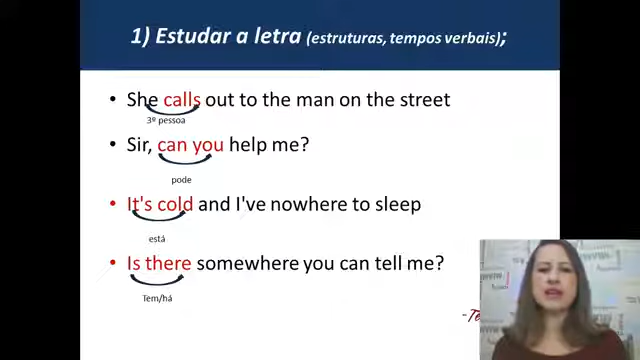 1) Estudar a letra (estruturas, tempos verbais);
• She calls out to the man on the street
3º pessoa
• Sir, can you help me?
pode
• It's cold and I've nowhere to sleep
está
• Is there somewhere you can tell me?
Tem/há